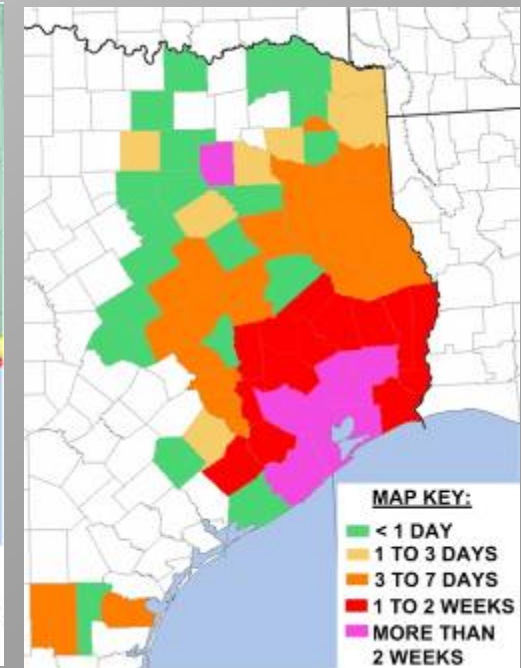 MAP KEY:
< 1 DAY
1 TO 3 DAYS
3 TO 7 DAYS
1 TO 2 WEEKS
MORE THAN
2 WEEKS